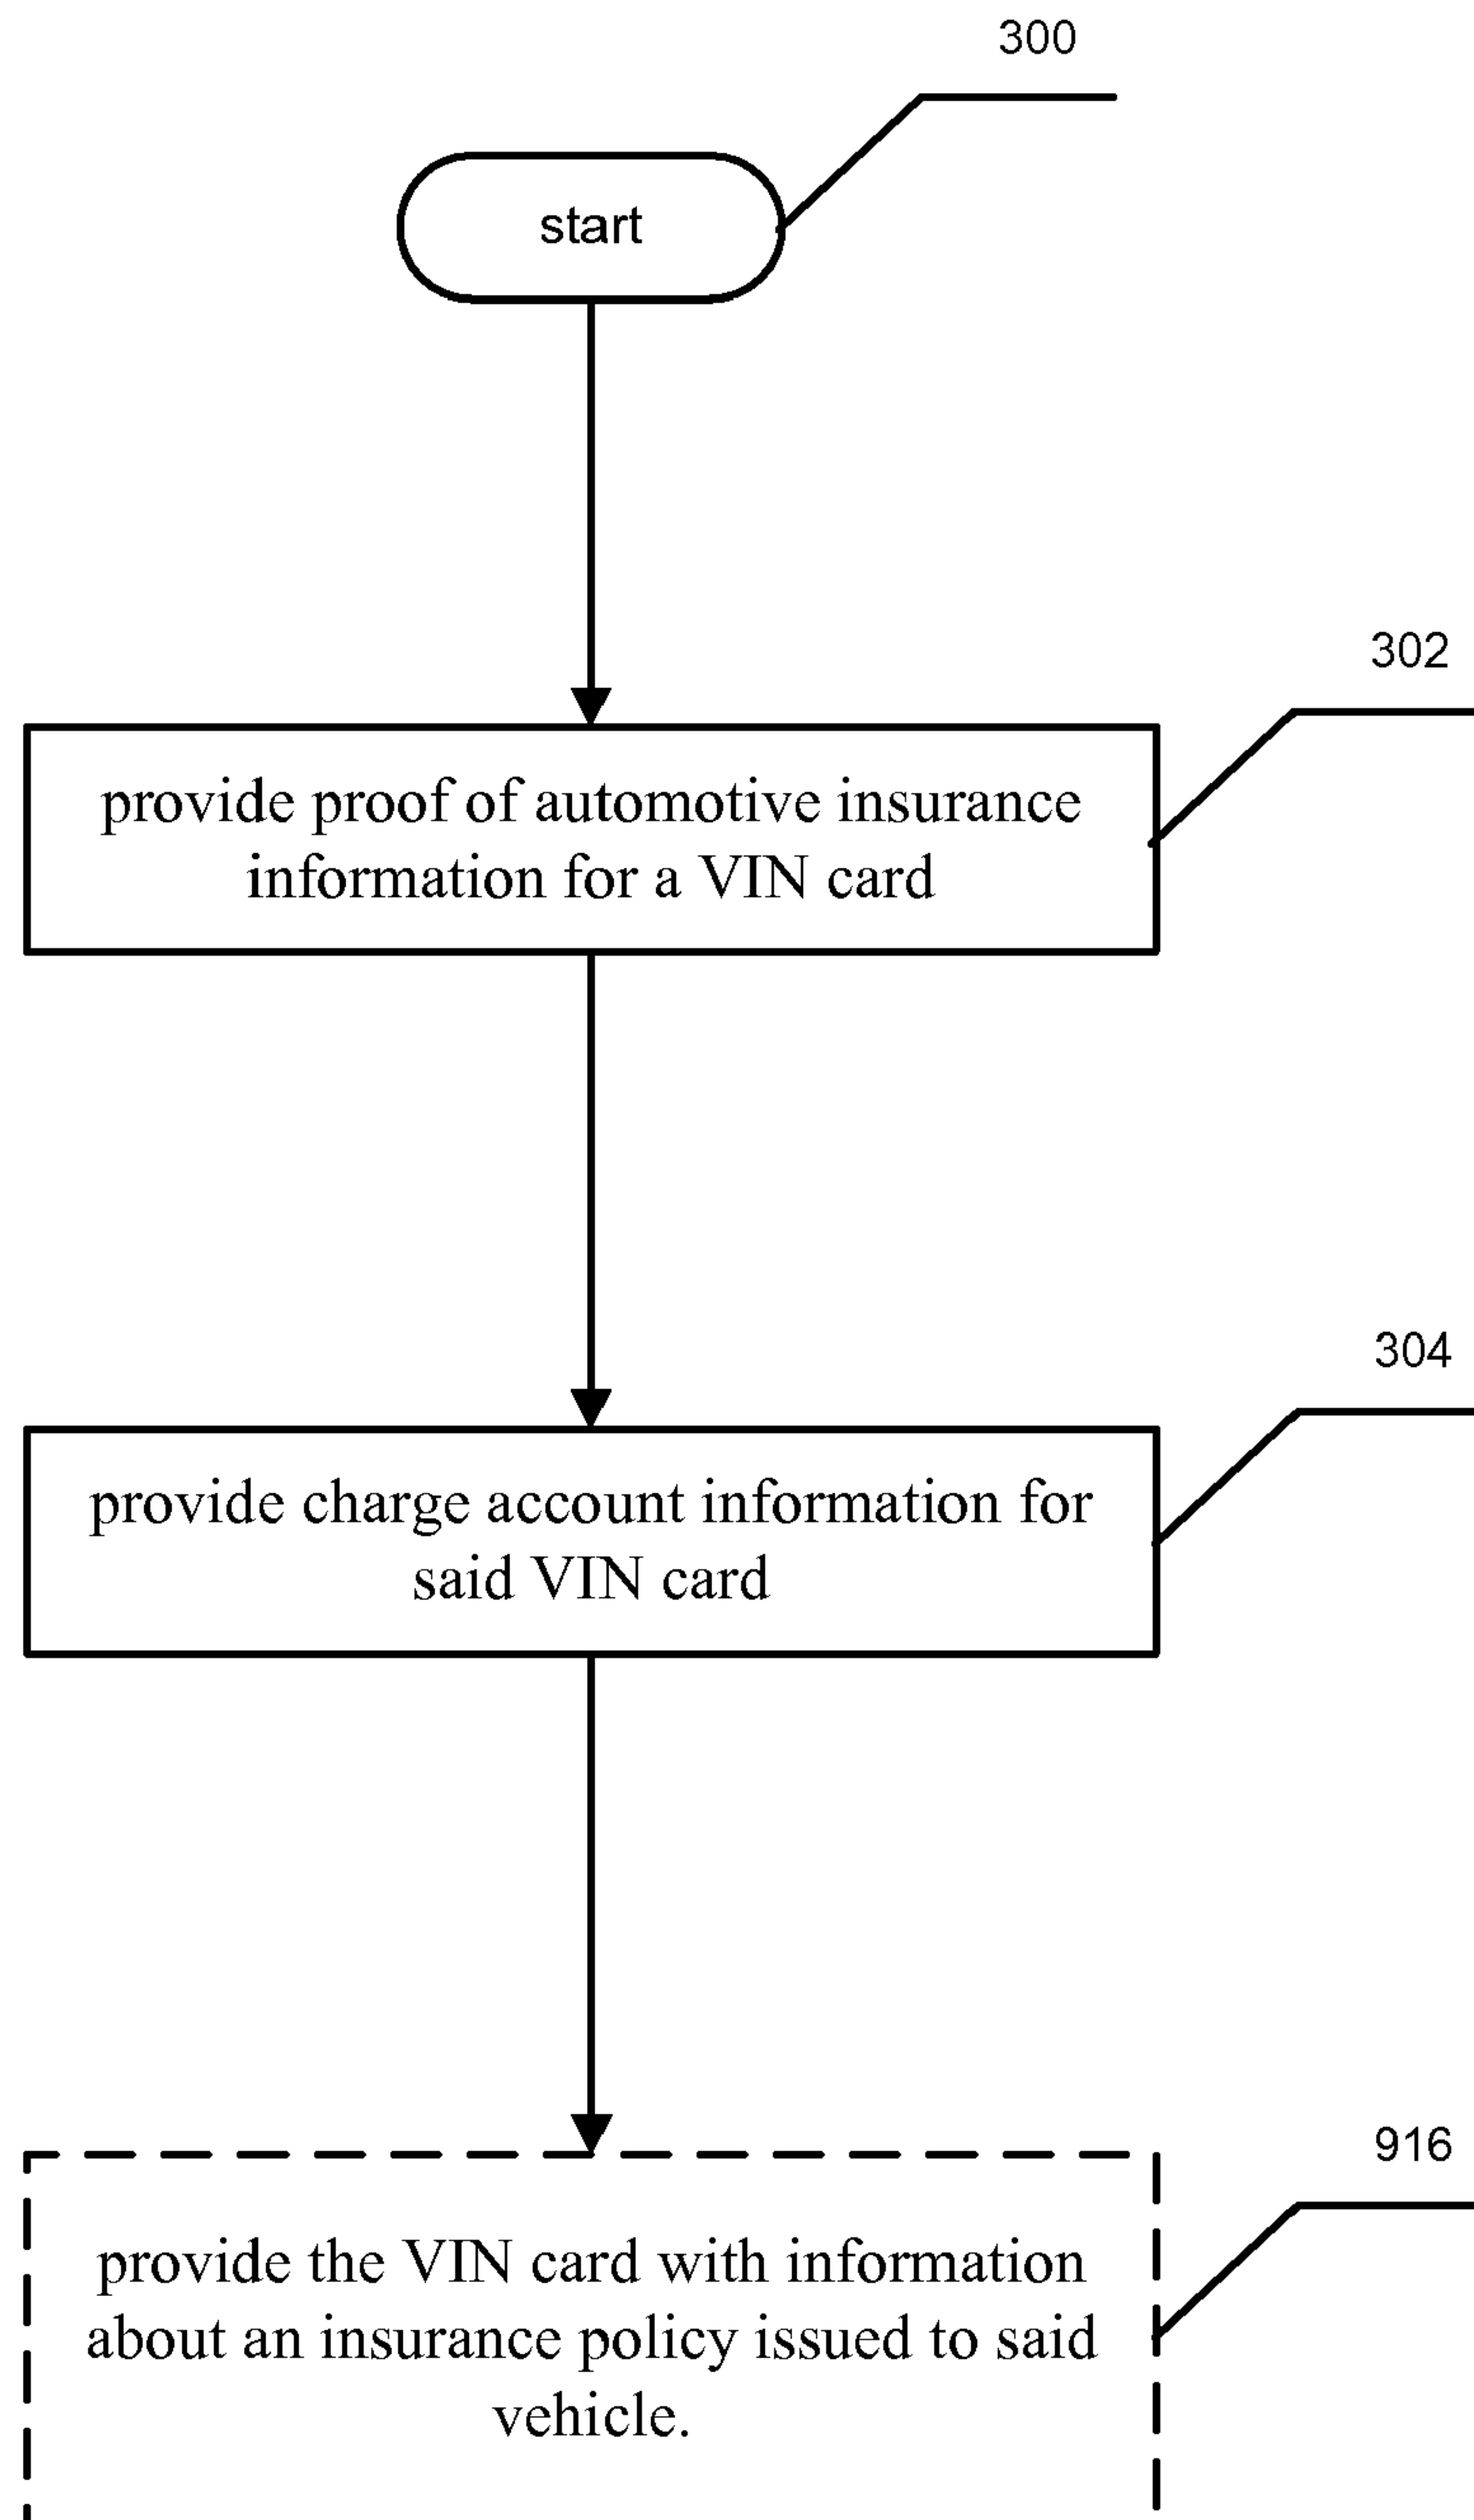 300
start
302
provide proof of automotive insurance
information for a VIN card
304
provide charge account information for
said VIN card
916
provide the VIN card with information
about an insurance policy issued to said
vehicle.